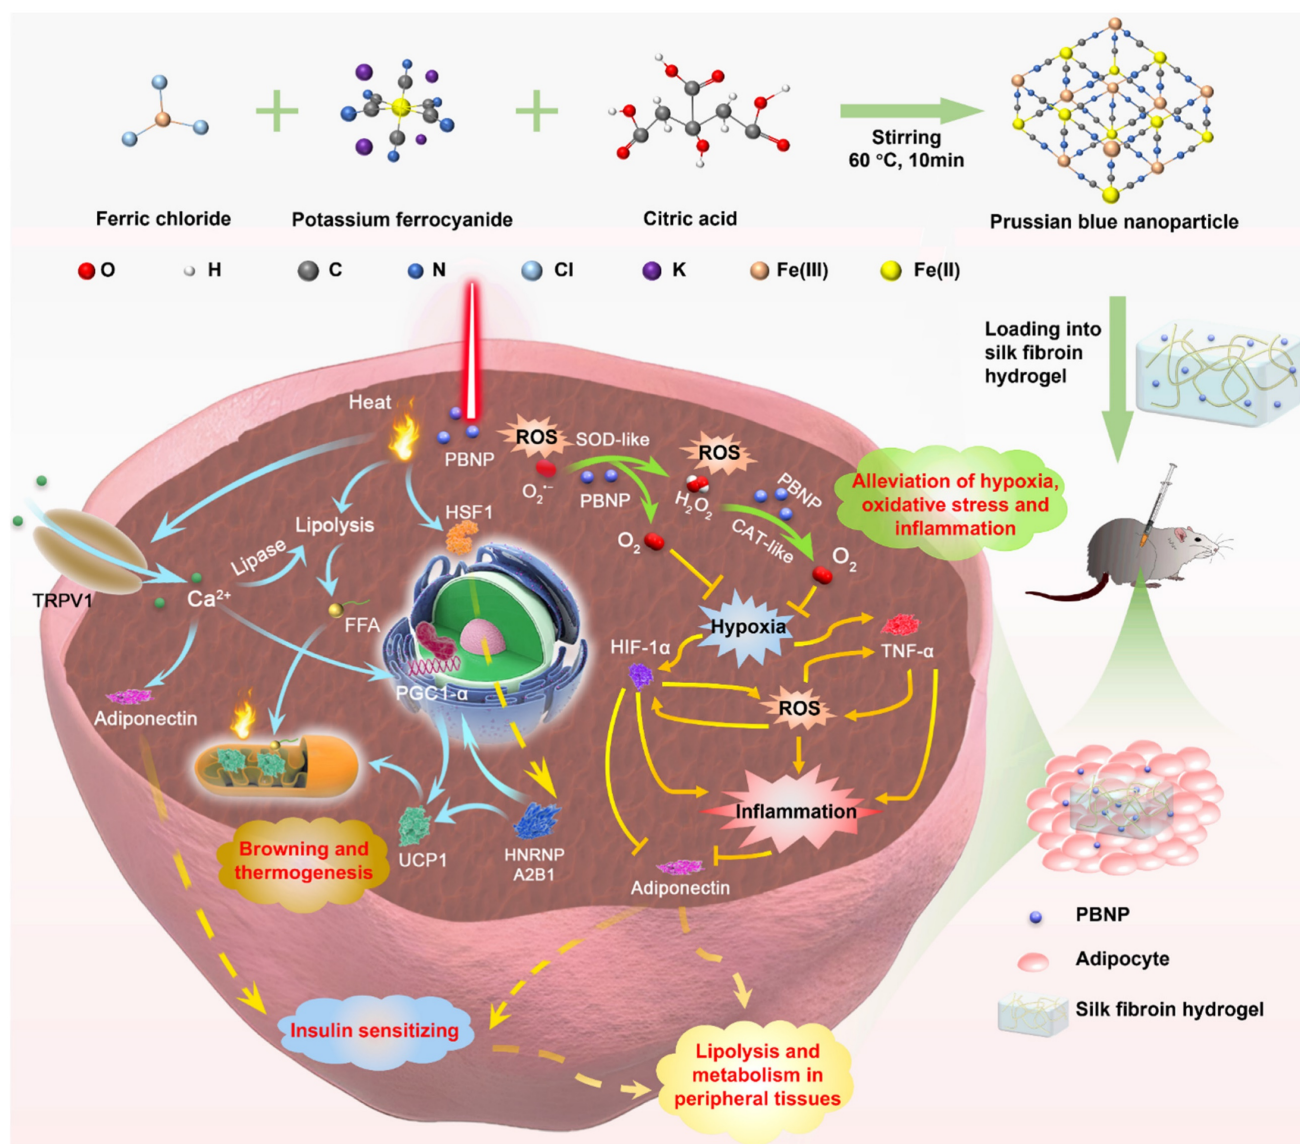 Stirring
60 °C, 10min
Ferric chloride
Potassium ferrocyanide
Citric acid
Prussian blue nanoparticle
O
H
C
N
Cl
K
Fe(III)
Fe(II)
Loading into
silk fibroin
hydrogel
Heat
PBNP
ROS
O₂•−
SOD-like
PBNP
ROS
H₂O₂
PBNP
CAT-like
O₂
O₂
Alleviation of hypoxia,
oxidative stress and
inflammation
HSF1
Lipolysis
Lipase
TRPV1
Ca²⁺
FFA
Hypoxia
HIF-1α
TNF-α
PGC1-α
Adiponectin
ROS
Inflammation
Browning and
thermogenesis
UCP1
HNRNP
A2B1
Adiponectin
PBNP
Adipocyte
Silk fibroin hydrogel
Insulin sensitizing
Lipolysis and
metabolism in
peripheral tissues